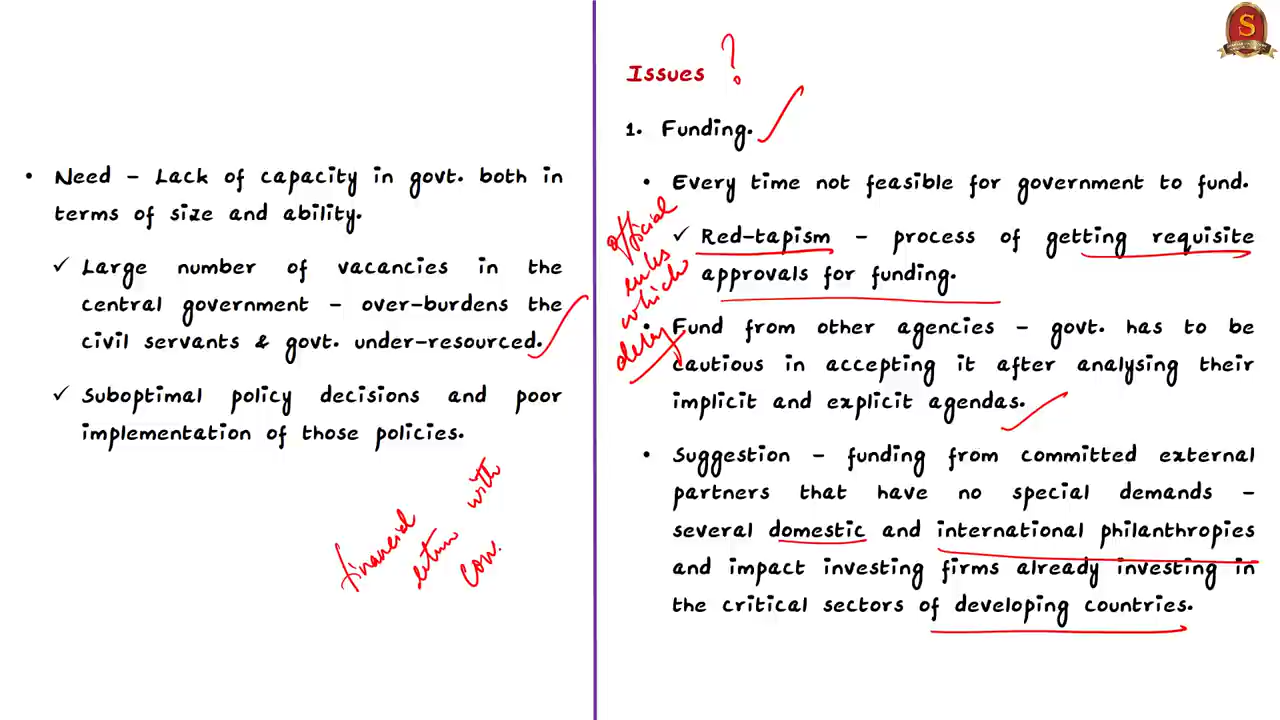 • Need – Lack of capacity in govt. both in
terms of size and ability.
✓ Large number of vacancies in the
central government – over-burdens the
civil servants & govt. under-resourced.
✓ Suboptimal policy decisions and poor
implementation of those policies.
financial
return with
con.
S
Issues ?
1. Funding.
• Every time not feasible for government to fund.
✓ Red-tapism – process of getting requisite
approvals for funding.
official
rules
which
delay
• Fund from other agencies – govt. has to be
cautious in accepting it after analysing their
implicit and explicit agendas.
• Suggestion – funding from committed external
partners that have no special demands –
several domestic and international philanthropies
and impact investing firms already investing in
the critical sectors of developing countries.